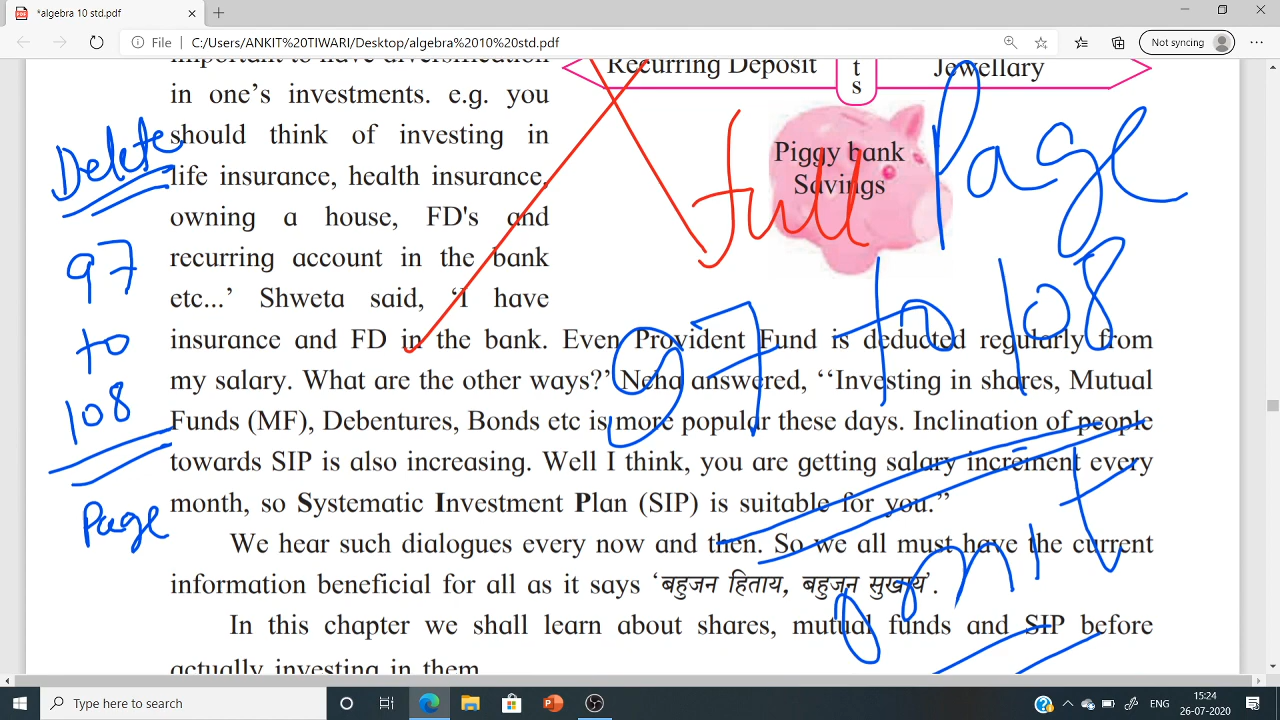 *algebra 10 std.pdf
File
C:/Users/ANKIT%20TIWARI/Desktop/algebra%2010%20std.pdf
Not syncing
important to have diversification
in one's investments. e.g. you
should think of investing in
life insurance, health insurance,
owning a house, FD's and
recurring account in the bank
etc...' Shweta said, 'I have
insurance and FD in the bank. Even Provident Fund is deducted regularly from
my salary. What are the other ways?' Neha answered, ''Investing in shares, Mutual
Funds (MF), Debentures, Bonds etc is more popular these days. Inclination of people
towards SIP is also increasing. Well I think, you are getting salary increment every
month, so Systematic Investment Plan (SIP) is suitable for you.''
We hear such dialogues every now and then. So we all must have the current
information beneficial for all as it says 'बहुजन हिताय, बहुजन सुखाय'.
In this chapter we shall learn about shares, mutual funds and SIP before
actually investing in them.
Recurring Deposit
t
s
Jewellary
Piggy bank
Savings
Delete
97
to
108
Page
full Page
97 to 108
omit
Type here to search
ENG
15:24
26-07-2020